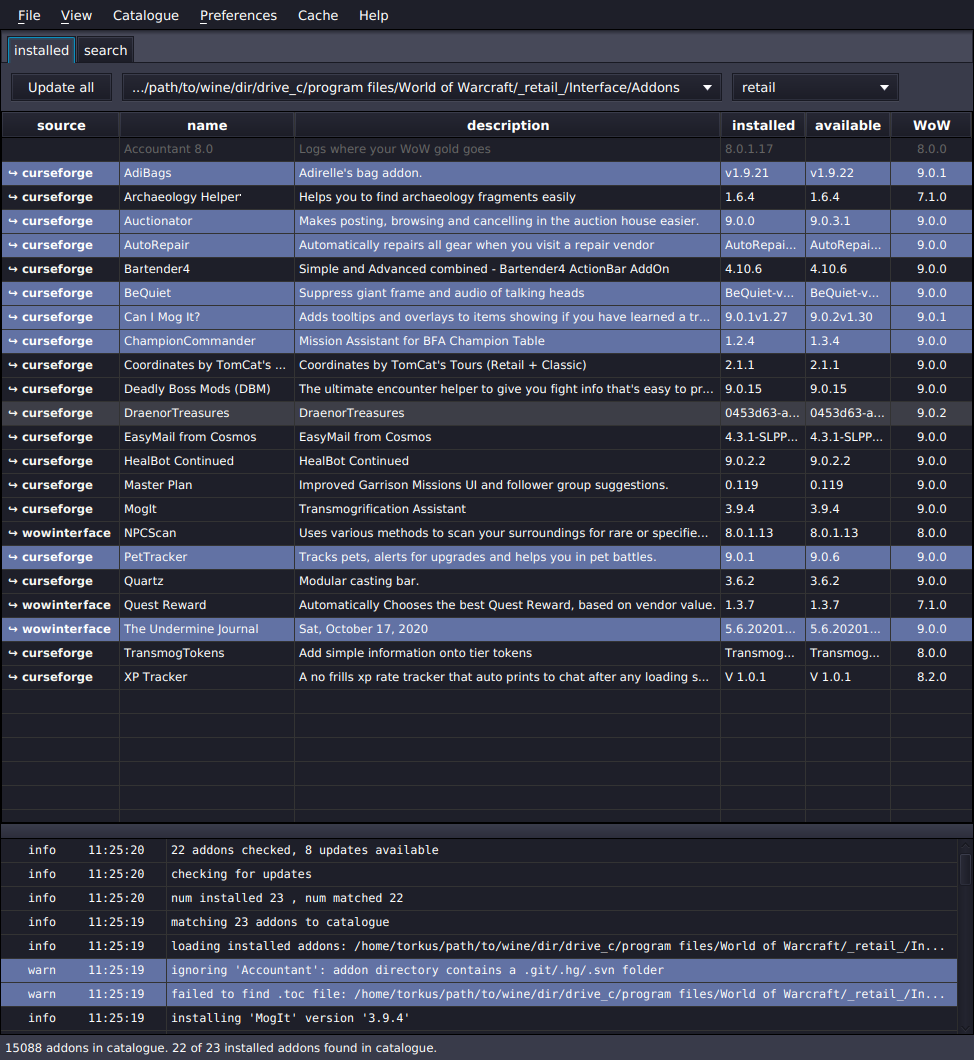 File View Catalogue Preferences Cache Help
installed search
Update all .../path/to/wine/dir/drive_c/program files/World of Warcraft/_retail_/Interface/Addons retail
source name description installed available WoW
Accountant 8.0 Logs where your WoW gold goes 8.0.1.17 8.0.0
↪ curseforge AdiBags Adirelle's bag addon. v1.9.21 v1.9.22 9.0.1
↪ curseforge Archaeology Helper' Helps you to find archaeology fragments easily 1.6.4 1.6.4 7.1.0
↪ curseforge Auctionator Makes posting, browsing and cancelling in the auction house easier. 9.0.0 9.0.3.1 9.0.0
↪ curseforge AutoRepair Automatically repairs all gear when you visit a repair vendor AutoRepai... AutoRepai... 9.0.0
↪ curseforge Bartender4 Simple and Advanced combined - Bartender4 ActionBar AddOn 4.10.6 4.10.6 9.0.0
↪ curseforge BeQuiet Suppress giant frame and audio of talking heads BeQuiet-v... BeQuiet-v... 9.0.0
↪ curseforge Can I Mog It? Adds tooltips and overlays to items showing if you have learned a tr... 9.0.1v1.27 9.0.2v1.30 9.0.1
↪ curseforge ChampionCommander Mission Assistant for BFA Champion Table 1.2.4 1.3.4 9.0.0
↪ curseforge Coordinates by TomCat's ... Coordinates by TomCat's Tours (Retail + Classic) 2.1.1 2.1.1 9.0.0
↪ curseforge Deadly Boss Mods (DBM) The ultimate encounter helper to give you fight info that's easy to pr... 9.0.15 9.0.15 9.0.0
↪ curseforge DraenorTreasures DraenorTreasures 0453d63-a... 0453d63-a... 9.0.2
↪ curseforge EasyMail from Cosmos EasyMail from Cosmos 4.3.1-SLPP... 4.3.1-SLPP... 9.0.0
↪ curseforge HealBot Continued HealBot Continued 9.0.2.2 9.0.2.2 9.0.0
↪ curseforge Master Plan Improved Garrison Missions UI and follower group suggestions. 0.119 0.119 9.0.0
↪ curseforge MogIt Transmogrification Assistant 3.9.4 3.9.4 9.0.0
↪ wowinterface NPCScan Uses various methods to scan your surroundings for rare or specifie... 8.0.1.13 8.0.1.13 8.0.0
↪ curseforge PetTracker Tracks pets, alerts for upgrades and helps you in pet battles. 9.0.1 9.0.6 9.0.0
↪ curseforge Quartz Modular casting bar. 3.6.2 3.6.2 9.0.0
↪ wowinterface Quest Reward Automatically Chooses the best Quest Reward, based on vendor value. 1.3.7 1.3.7 7.1.0
↪ wowinterface The Undermine Journal Sat, October 17, 2020 5.6.20201... 5.6.20201... 9.0.0
↪ curseforge TransmogTokens Add simple information onto tier tokens Transmog... Transmog... 8.0.0
↪ curseforge XP Tracker A no frills xp rate tracker that auto prints to chat after any loading s... V 1.0.1 V 1.0.1 8.2.0
info 11:25:20 22 addons checked, 8 updates available
info 11:25:20 checking for updates
info 11:25:20 num installed 23 , num matched 22
info 11:25:19 matching 23 addons to catalogue
info 11:25:19 loading installed addons: /home/torkus/path/to/wine/dir/drive_c/program files/World of Warcraft/_retail_/In...
warn 11:25:19 ignoring 'Accountant': addon directory contains a .git/.hg/.svn folder
warn 11:25:19 failed to find .toc file: /home/torkus/path/to/wine/dir/drive_c/program files/World of Warcraft/_retail_/In...
info 11:25:19 installing 'MogIt' version '3.9.4'
15088 addons in catalogue. 22 of 23 installed addons found in catalogue.